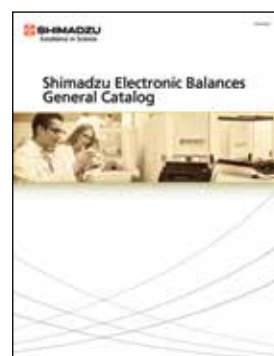 SHIMADZU
Excellence in Science
Shimadzu Electronic Balances
General Catalog